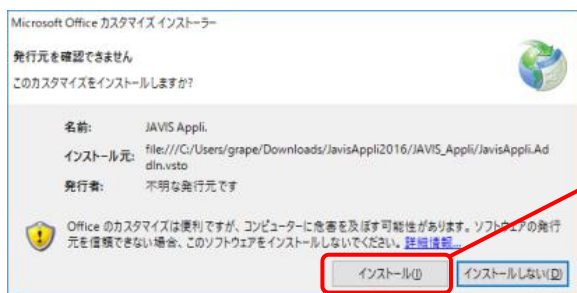 Microsoft Office カスタマイズ インストーラー
発行元を確認できません
このカスタマイズをインストールしますか?
名前: JAVIS Appli.
インストール元: file:///C:/Users/grape/Downloads/JavisAppli2016/JAVIS_Appli/JavisAppli.Ad
dIn.vsto
発行者: 不明な発行元です
Office のカスタマイズは便利ですが、コンピューターに危害を及ぼす可能性があります。ソフトウェアの発行
元を信頼できない場合、このソフトウェアをインストールしないでください。詳細情報...
インストール(I) インストールしない(D)